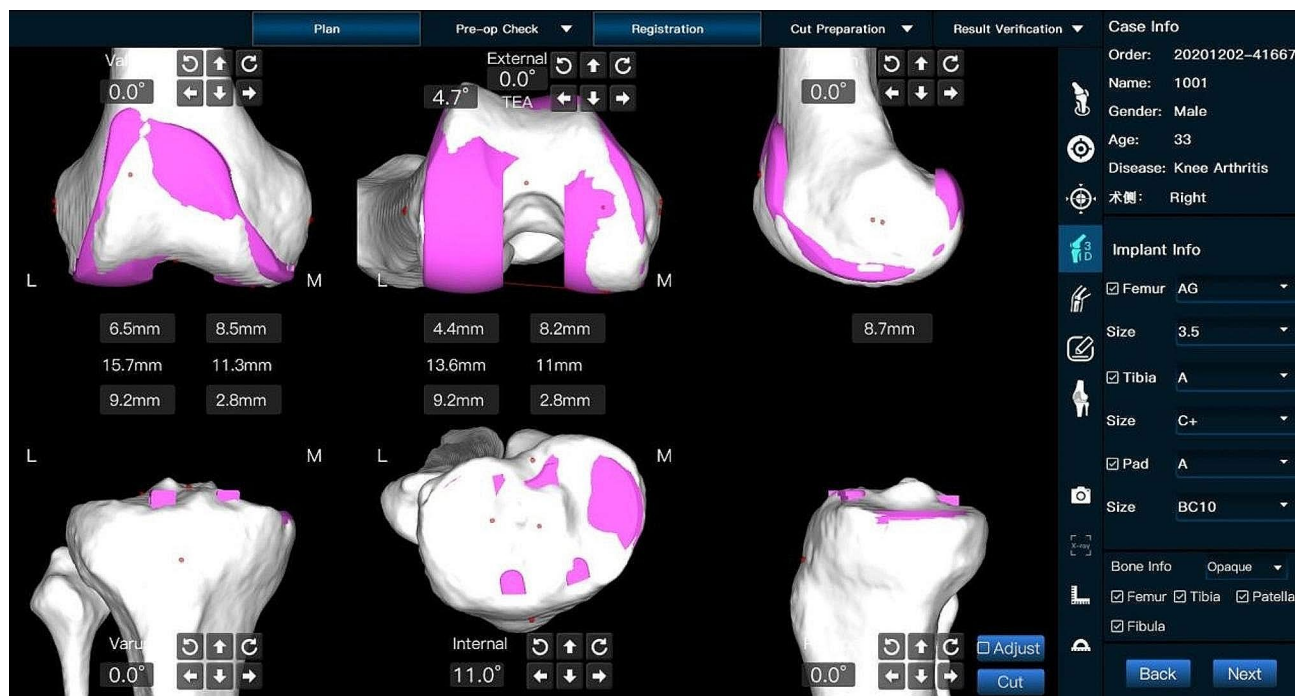 Plan
Pre-op Check
Registration
Cut Preparation
Result Verification
0.0°
4.7°
External
0.0°
TEA
0.0°
L
M
L
M
6.5mm
8.5mm
15.7mm
11.3mm
9.2mm
2.8mm
4.4mm
8.2mm
13.6mm
11mm
9.2mm
2.8mm
8.7mm
L
M
L
M
0.0°
Internal
11.0°
0.0°
Adjust
Cut
Case Info
Order: 20201202-41667
Name: 1001
Gender: Male
Age: 33
Disease: Knee Arthritis
术侧: Right
Implant Info
Femur AG
Size 3.5
Tibia A
Size C+
Pad A
Size BC10
Bone Info Opaque
Femur Tibia Patella
Fibula
Back Next
3D
X-ray